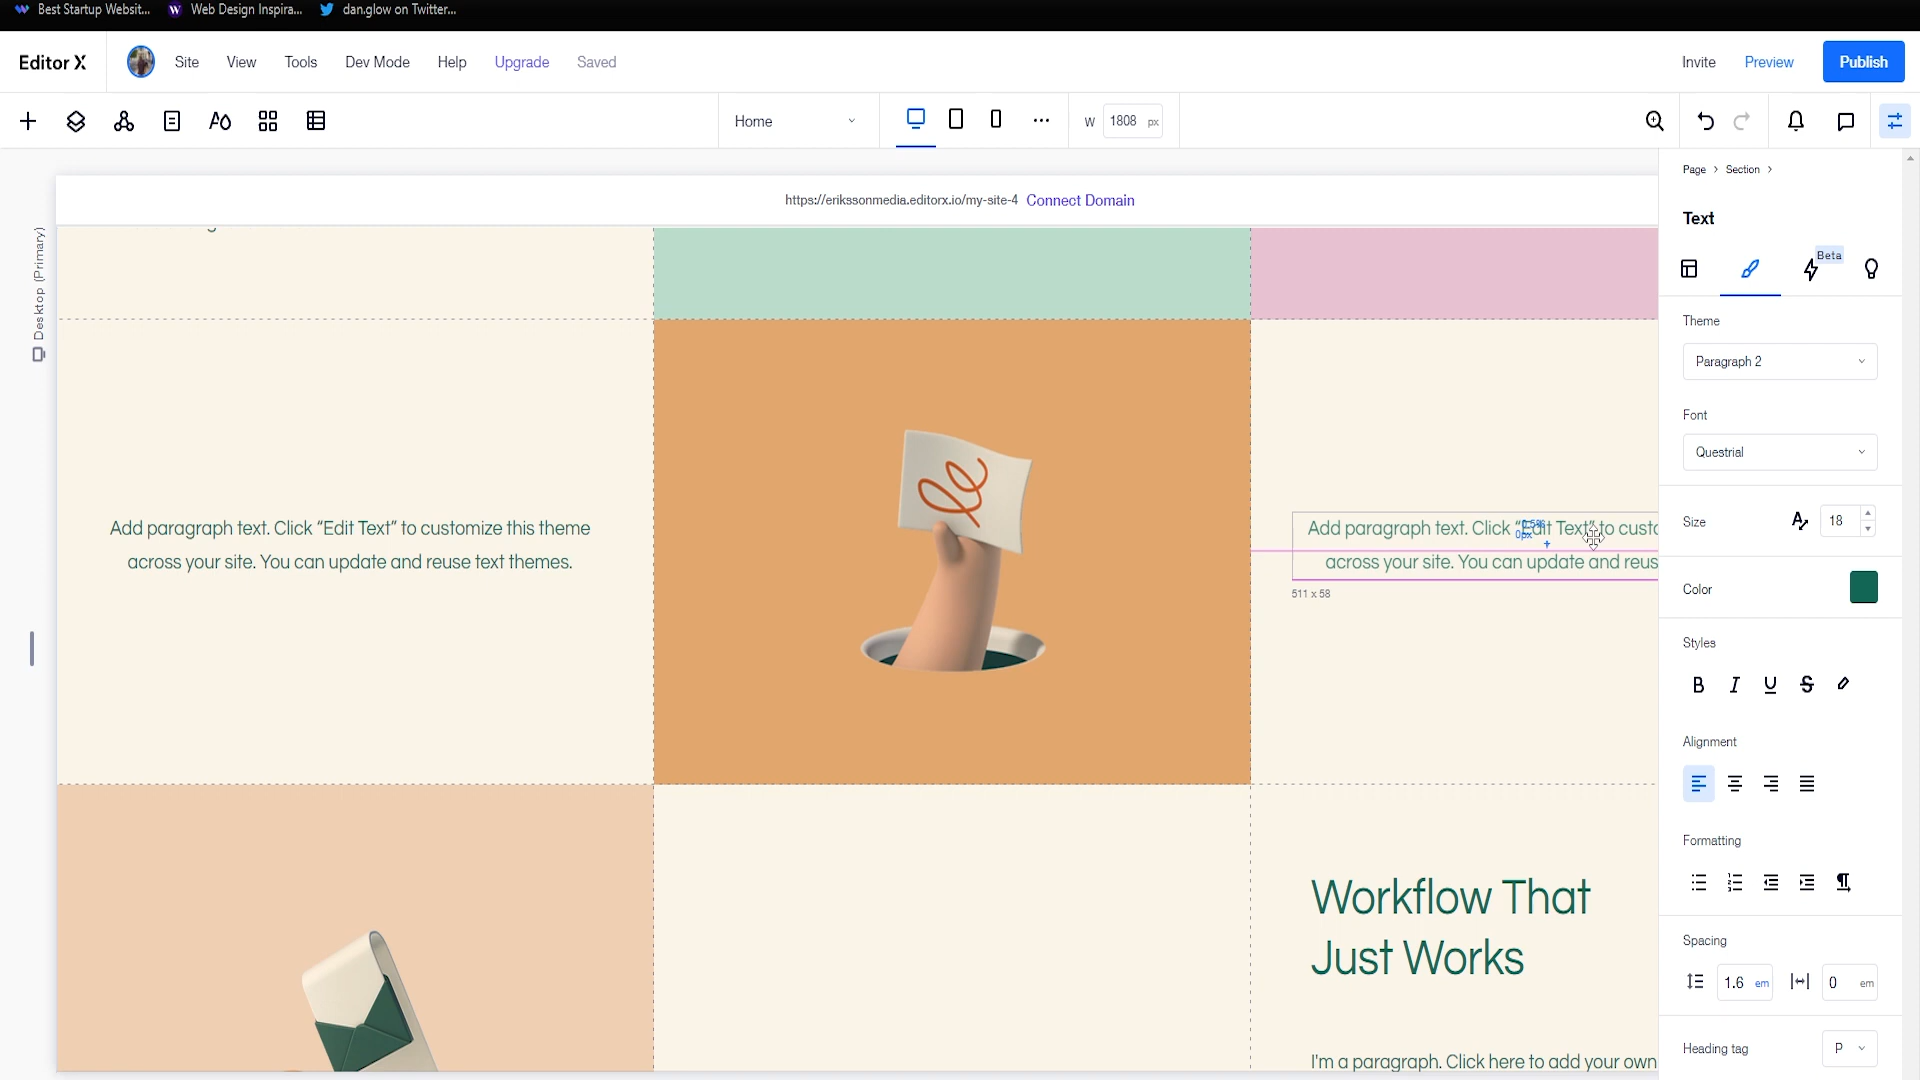 Best Startup Websit...
Web Design Inspira...
dan.glow on Twitter...
Editor X
Site
View
Tools
Dev Mode
Help
Upgrade
Saved
Invite
Preview
Publish
Home
W
1808
px
https://erikssonmedia.editorx.io/my-site-4 Connect Domain
Desktop (Primary)
Page > Section >
Text
Beta
Theme
Paragraph 2
Font
Questrial
Size
18
Color
Styles
Alignment
Formatting
Spacing
1.6
em
0
em
Heading tag
P
Add paragraph text. Click “Edit Text” to customize this theme
across your site. You can update and reuse text themes.
Add paragraph text. Click “Edit Text” to custo
across your site. You can update and reus
0px
511 x 58
Workflow That
Just Works
I'm a paragraph. Click here to add your own